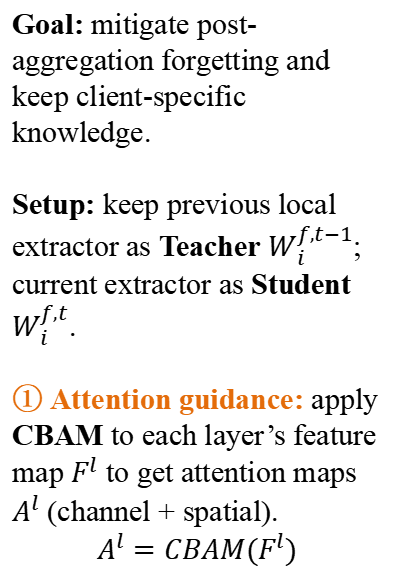 Goal: mitigate post-
aggregation forgetting and
keep client-specific
knowledge.
Setup: keep previous local
extractor as Teacher $W_i^{f,t-1}$;
current extractor as Student
$W_i^{f,t}$.
① Attention guidance: apply
CBAM to each layer’s feature
map $F^l$ to get attention maps
$A^l$ (channel + spatial).
$A^l = CBAM(F^l)$